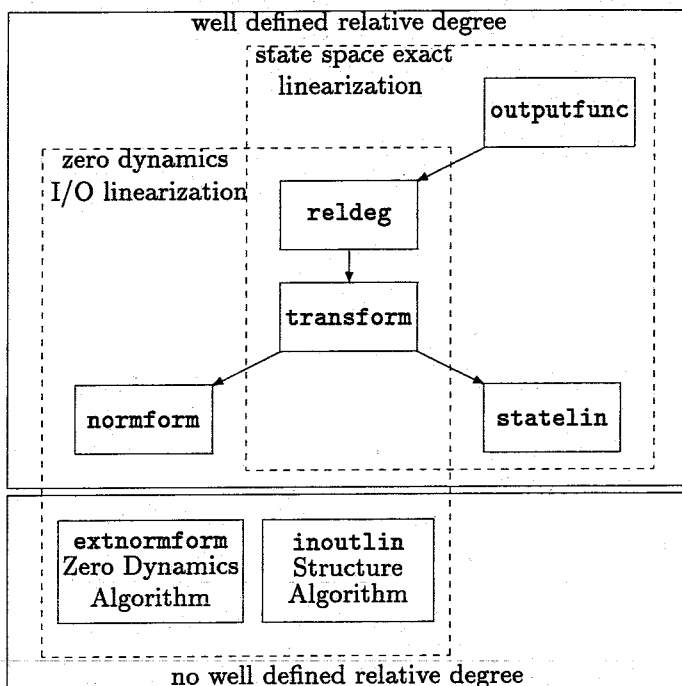 well defined relative degree
state space exact
linearization
outputfunc
zero dynamics
I/O linearization
reldeg
transform
normform
statelin
extnormform
Zero Dynamics
Algorithm
inoutlin
Structure
Algorithm
no well defined relative degree